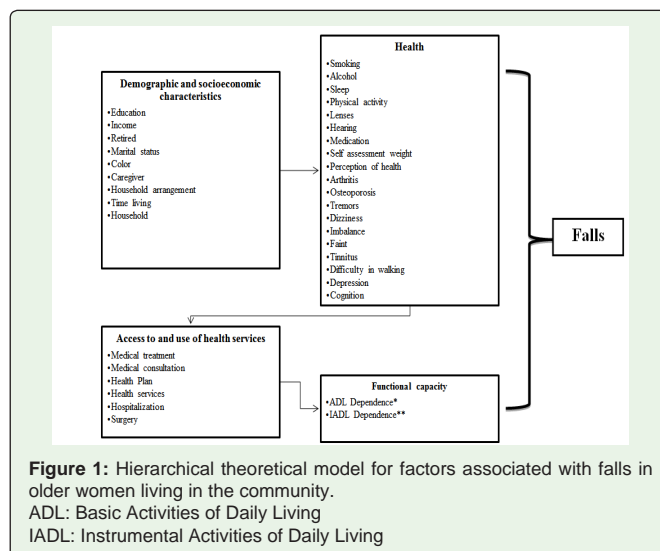 Demographic and socioeconomic
characteristics
•Education
•Income
•Retired
•Marital status
•Color
•Caregiver
•Household arrangement
•Time living
•Household
Health
•Smoking
•Alcohol
•Sleep
•Physical activity
•Lenses
•Hearing
•Medication
•Self assessment weight
•Perception of health
•Arthritis
•Osteoporosis
•Tremors
•Dizziness
•Imbalance
•Faint
•Tinnitus
•Difficulty in walking
•Depression
•Cognition
Falls
Access to and use of health services
•Medical treatment
•Medical consultation
•Health Plan
•Health services
•Hospitalization
•Surgery
Functional capacity
•ADL Dependence*
•IADL Dependence**
Figure 1: Hierarchical theoretical model for factors associated with falls in
older women living in the community.
ADL: Basic Activities of Daily Living
IADL: Instrumental Activities of Daily Living